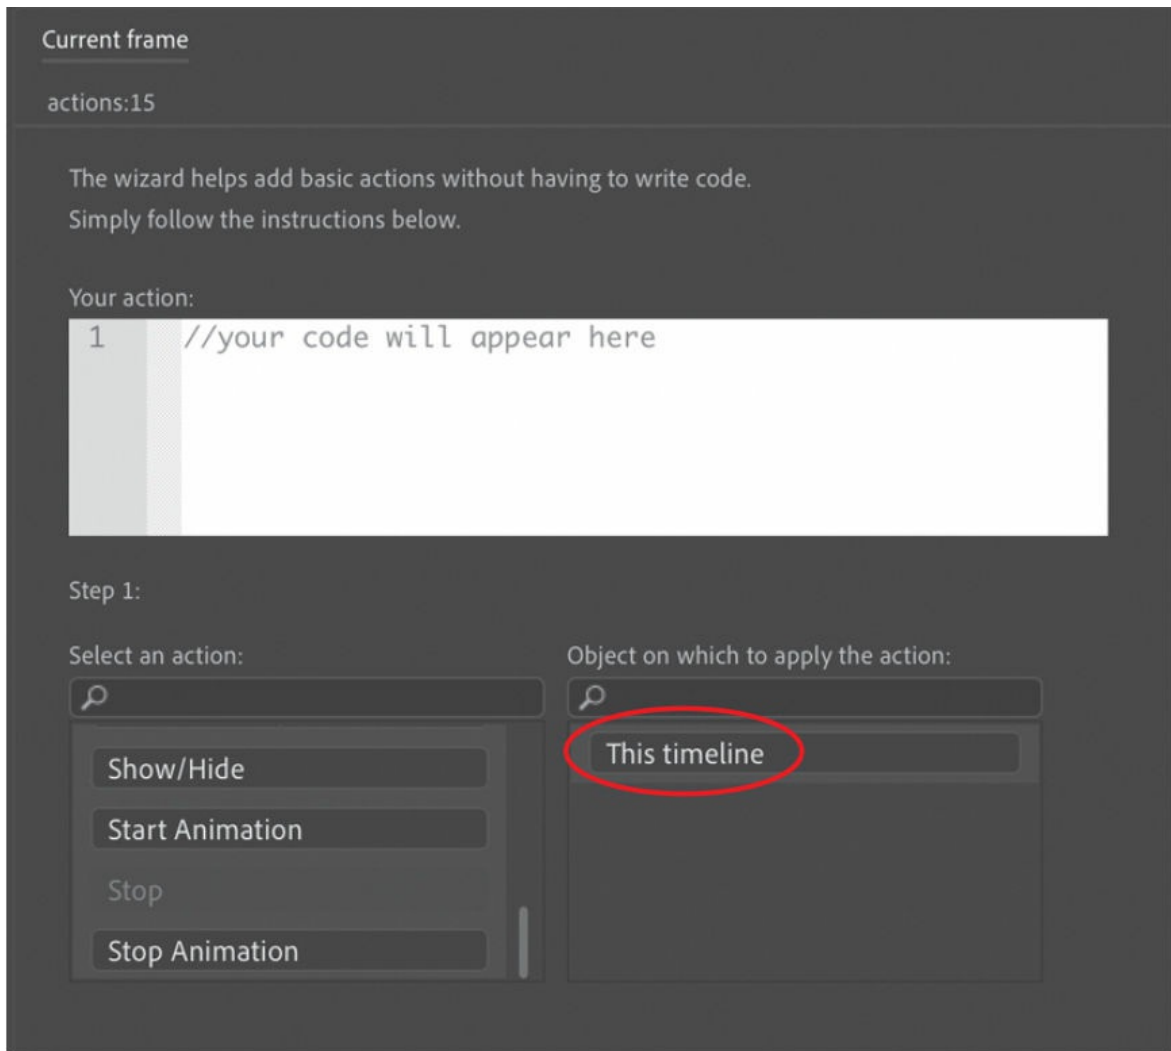 Current frame
actions:15
The wizard helps add basic actions without having to write code.
Simply follow the instructions below.
Your action:
1 //your code will appear here
Step 1:
Select an action:
Object on which to apply the action:
Show/Hide
Start Animation
Stop
Stop Animation
This timeline